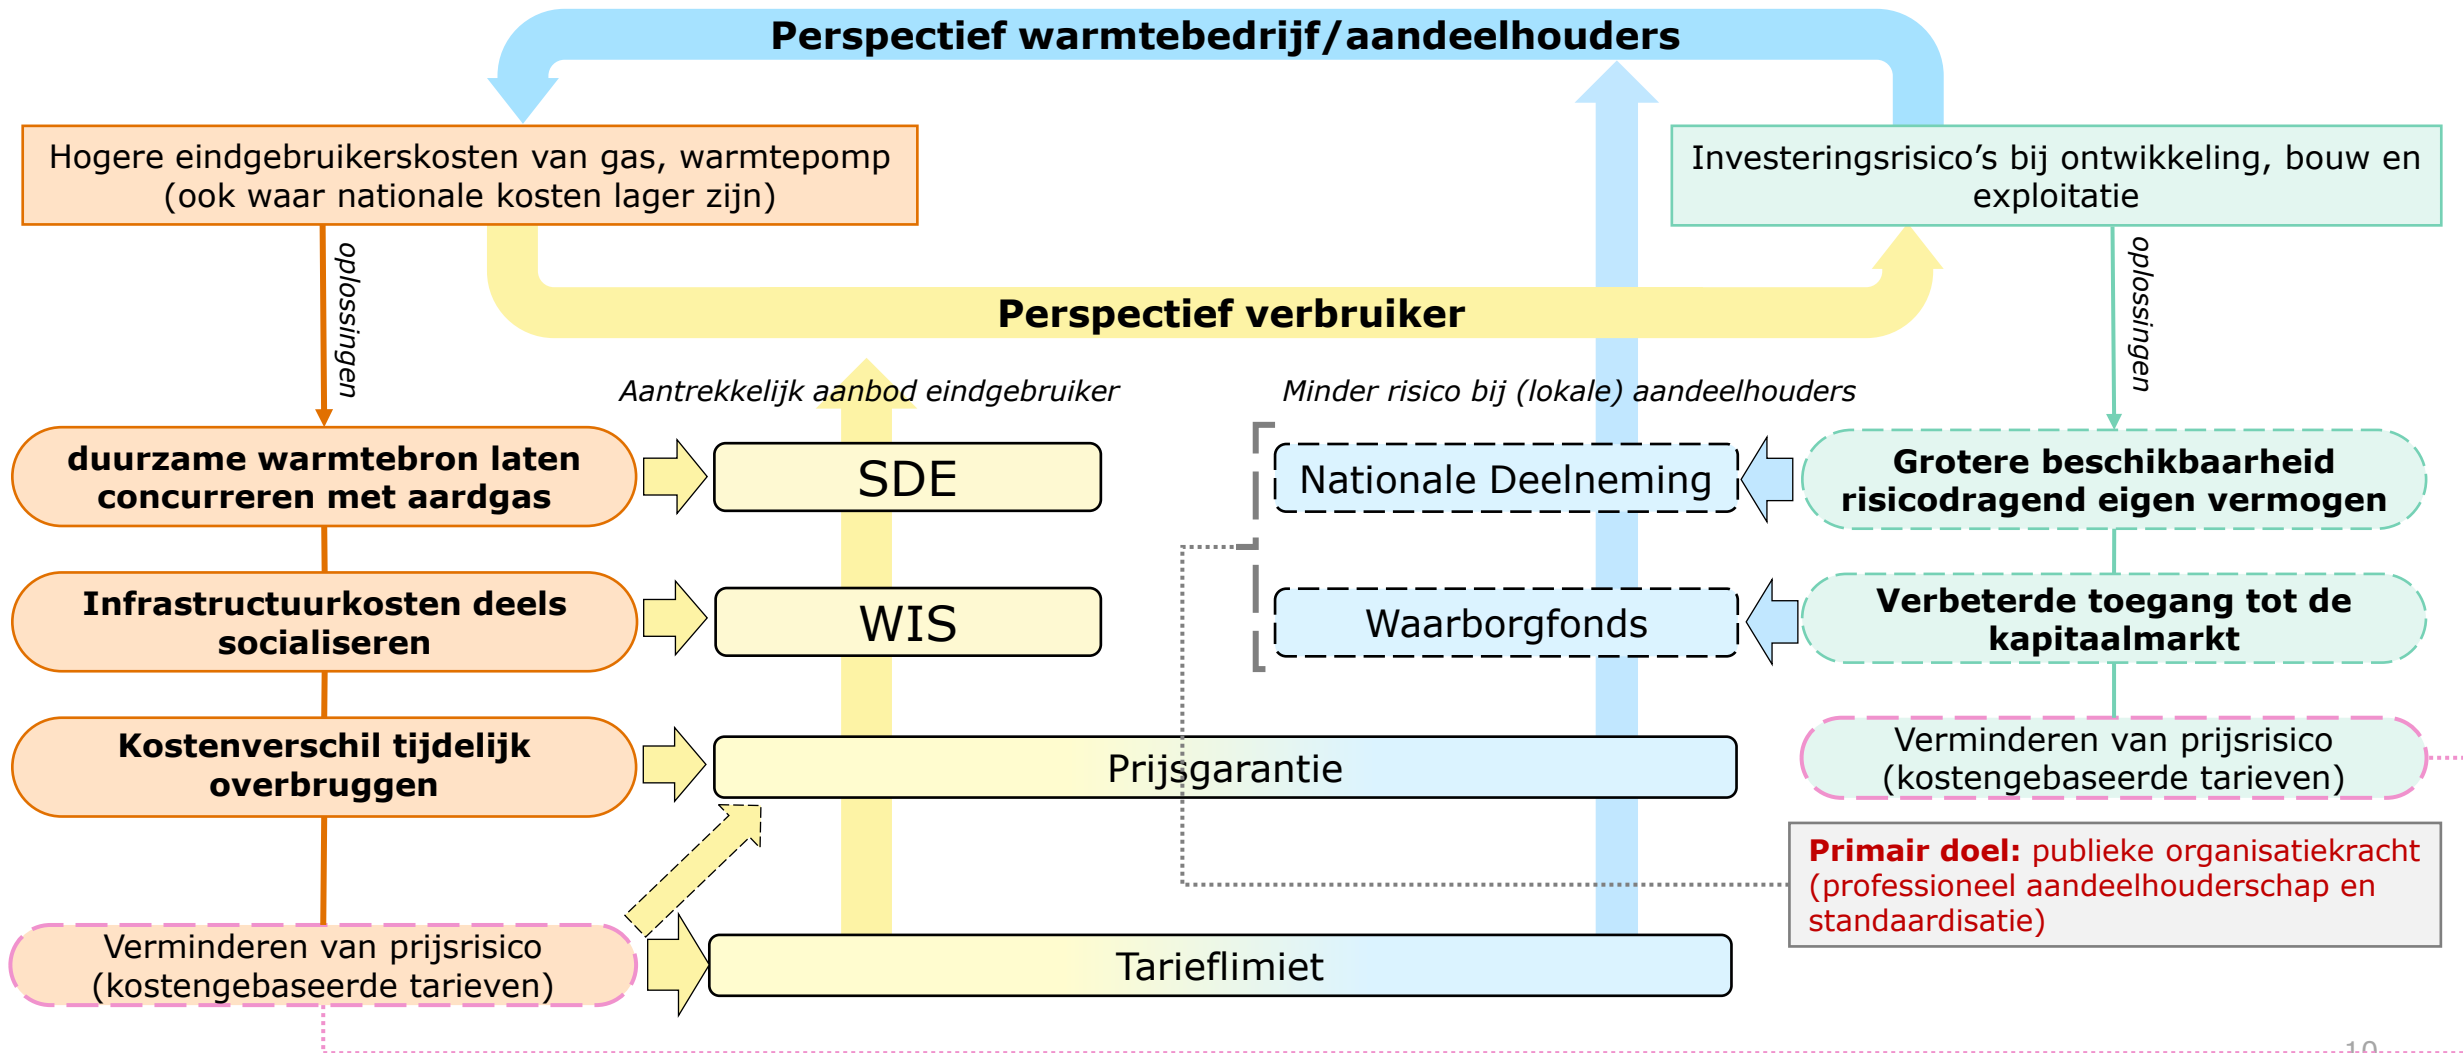 Perspectief warmtebedrijf/aandeelhouders
Hogere eindgebruikerskosten van gas, warmtepomp
(ook waar nationale kosten lager zijn)
Investeringsrisico’s bij ontwikkeling, bouw en
exploitatie
oplossingen
oplossingen
Perspectief verbruiker
Aantrekkelijk aanbod eindgebruiker
Minder risico bij (lokale) aandeelhouders
duurzame warmtebron laten
concurreren met aardgas
SDE
Nationale Deelneming
Grotere beschikbaarheid
risicodragend eigen vermogen
Infrastructuurkosten deels
socialiseren
WIS
Waarborgfonds
Verbeterde toegang tot de
kapitaalmarkt
Kostenverschil tijdelijk
overbruggen
Prijsgarantie
Verminderen van prijsrisico
(kostengebaseerde tarieven)
Primair doel: publieke organisatiekracht
(professioneel aandeelhouderschap en
standaardisatie)
Verminderen van prijsrisico
(kostengebaseerde tarieven)
Tarieflimiet